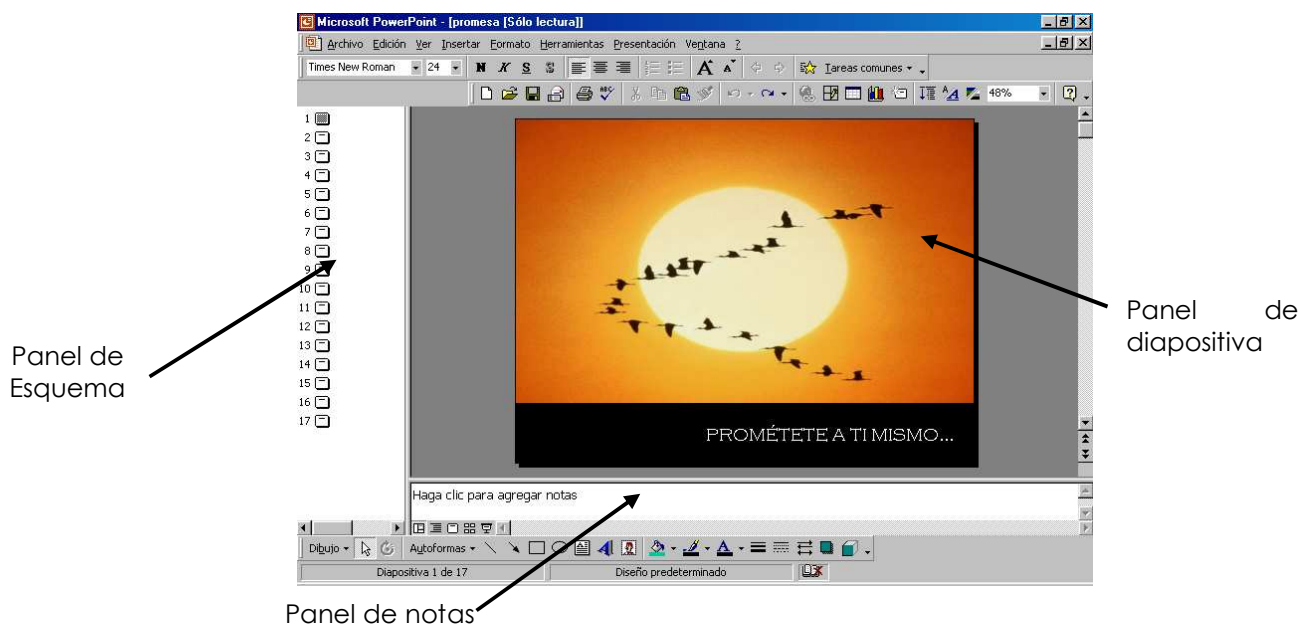 Microsoft PowerPoint - [promesa [Sólo lectura]]
Archivo Edición Ver Insertar Formato Herramientas Presentación Ventana ?
Times New Roman 24 N K S S Tareas comunes
48%
1
2
3
4
5
6
7
8
9
10
11
12
13
14
15
16
17
Panel de
Esquema
Panel de
diapositiva
PROMÉTETE A TI MISMO...
Haga clic para agregar notas
Dibujo Autoformas
Diapositiva 1 de 17 Diseño predeterminado
Panel de notas